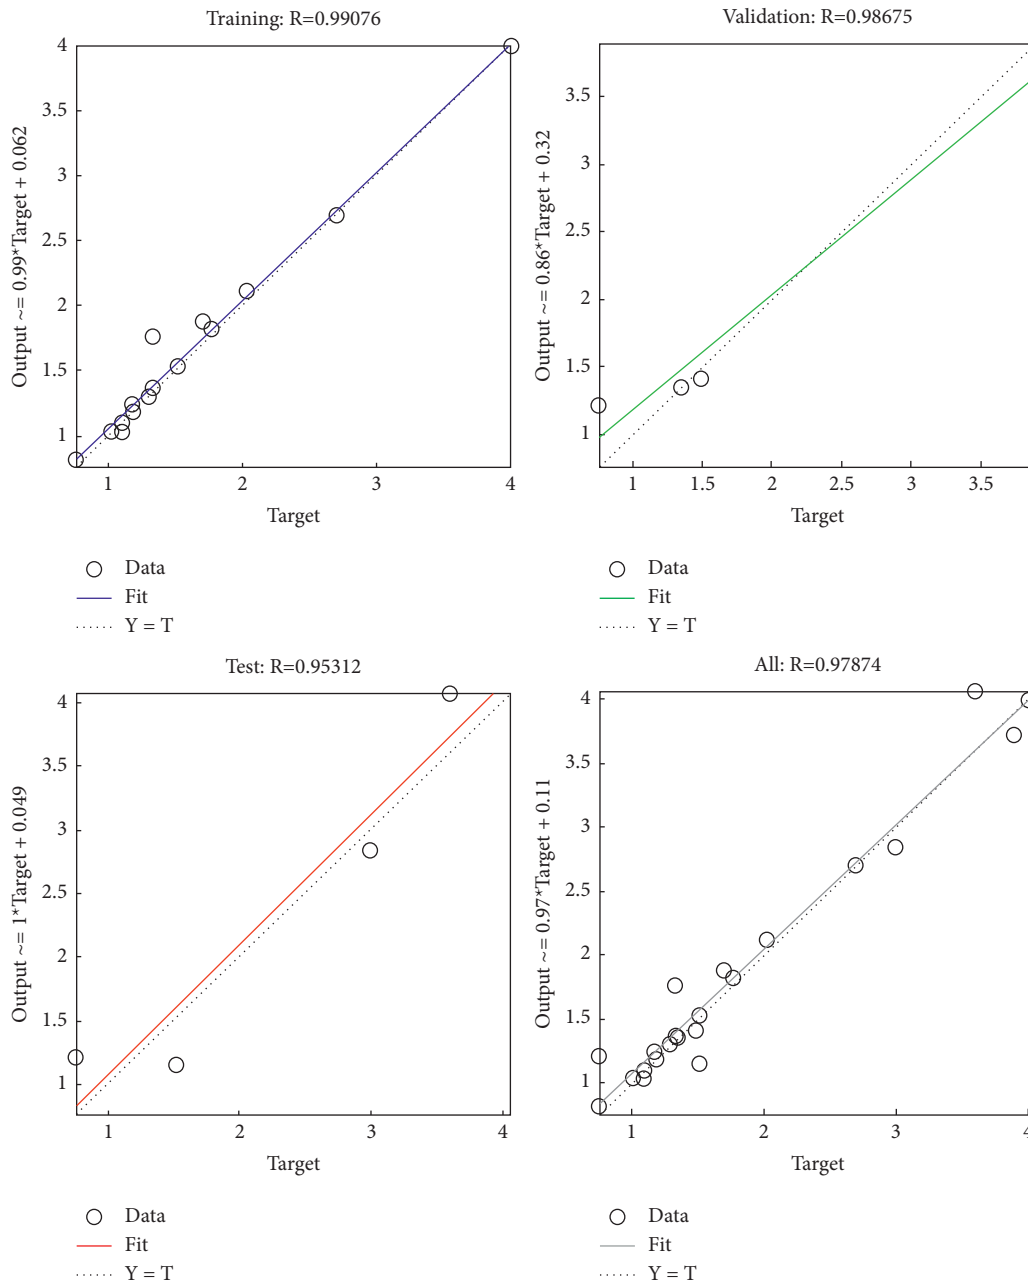 Training: R=0.99076
Output ~= 0.99*Target + 0.062
4
3.5
3
2.5
2
1.5
1
1
2
3
4
Target
Data
Fit
Y = T
Validation: R=0.98675
Output ~= 0.86*Target + 0.32
3.5
3
2.5
2
1.5
1
1
1.5
2
2.5
3
3.5
Target
Data
Fit
Y = T
Test: R=0.95312
Output ~= 1*Target + 0.049
4
3.5
3
2.5
2
1.5
1
1
2
3
4
Target
Data
Fit
Y = T
All: R=0.97874
Output ~= 0.97*Target + 0.11
4
3.5
3
2.5
2
1.5
1
1
2
3
4
Target
Data
Fit
Y = T